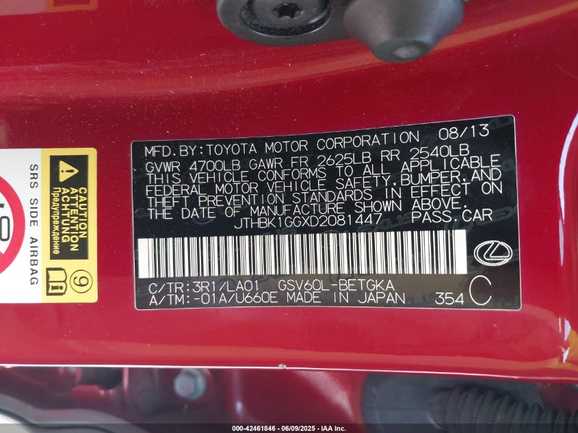 MFD.BY:TOYOTA MOTOR CORPORATION 08/13
GVWR 4700LB GAWR FR 2625LB RR 2540LB
THIS VEHICLE CONFORMS TO ALL APPLICABLE
FEDERAL MOTOR VEHICLE SAFETY,BUMPER,AND
THEFT PREVENTION STANDARDS IN EFFECT ON
THE DATE OF MANUFACTURE SHOWN ABOVE.
JTHBK1GGXD2081447 PASS.CAR
C/TR:3R1/LA01 GSV60L-BETGKA
A/TM:-01A/U660E MADE IN JAPAN 354 C
SRS SIDE AIRBAG
Предупреждение
ATTENTION
ATTENZIONE
9
000-42461846 - 06/09/2025 - IAA Inc.